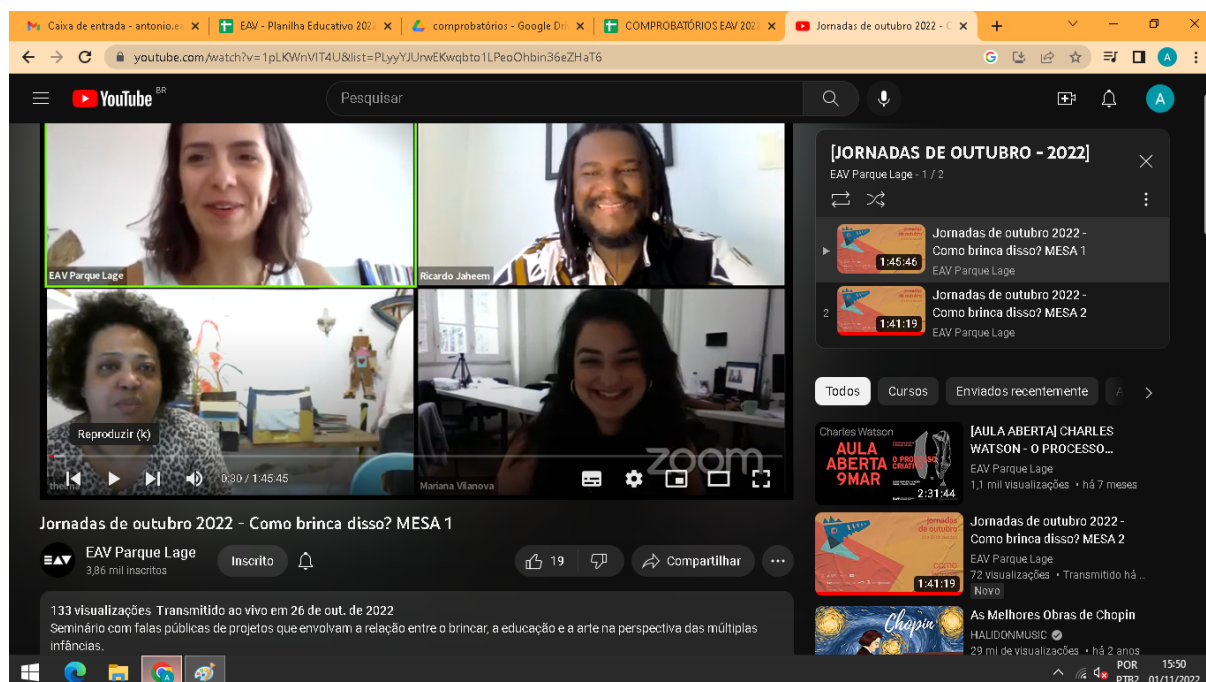 Caixa de entrada - antonio.ea
EAV - Planilha Educativo 2022
comprobatórios - Google Dri
COMPROBATÓRIOS EAV 2022
Jornadas de outubro 2022 - C
youtube.com/watch?v=1pLKWnVIT4U&list=PLyyYJUrwEKwqbto1LPeoOhbin36eZHaT6
A
YouTube BR
Pesquisar
A
EAV Parque Lage
Ricardo Jaheem
Reproduzir (k)
0:30 / 1:45:45
Mariana Vilanova
zoom
Jornadas de outubro 2022 - Como brinca disso? MESA 1
EAV
EAV Parque Lage
3,86 mil inscritos
Inscrito
19
Compartilhar
133 visualizações Transmitido ao vivo em 26 de out. de 2022
Seminário com falas públicas de projetos que envolvam a relação entre o brincar, a educação e a arte na perspectiva das múltiplas
infâncias.
[JORNADAS DE OUTUBRO - 2022]
EAV Parque Lage - 1 / 2
1:45:46
Jornadas de outubro 2022 -
Como brinca disso? MESA 1
EAV Parque Lage
2
1:41:19
Jornadas de outubro 2022 -
Como brinca disso? MESA 2
EAV Parque Lage
Todos
Cursos
Enviados recentemente
A
Charles Watson
AULA
ABERTA
9MAR
O PROCESSO
CRIATIVO
2:31:44
[AULA ABERTA] CHARLES
WATSON - O PROCESSO...
EAV Parque Lage
1,1 mil visualizações • há 7 meses
jornadas
de outubro
como
1:41:19
Jornadas de outubro 2022 -
Como brinca disso? MESA 2
EAV Parque Lage
72 visualizações • Transmitido há ...
Novo
Chopin
As Melhores Obras de Chopin
HALIDONMUSIC
29 mi de visualizações • há 2 anos
POR
PTB2
15:50
01/11/2022